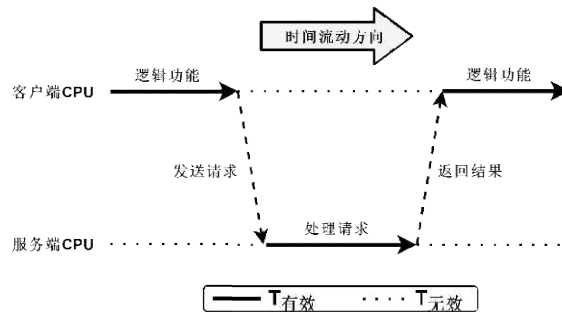 时间流动方向
逻辑功能
逻辑功能
客户端CPU
发送请求
返回结果
处理请求
服务端CPU
T有效
T无效